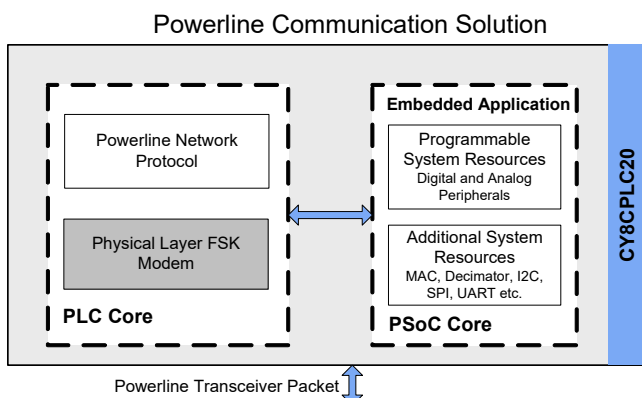 Powerline Communication Solution
Powerline Network
Protocol
Physical Layer FSK
Modem
PLC Core
Embedded Application
Programmable
System Resources
Digital and Analog
Peripherals
Additional System
Resources
MAC, Decimator, I2C,
SPI, UART etc.
PSoC Core
CY8CPLC20
Powerline Transceiver Packet